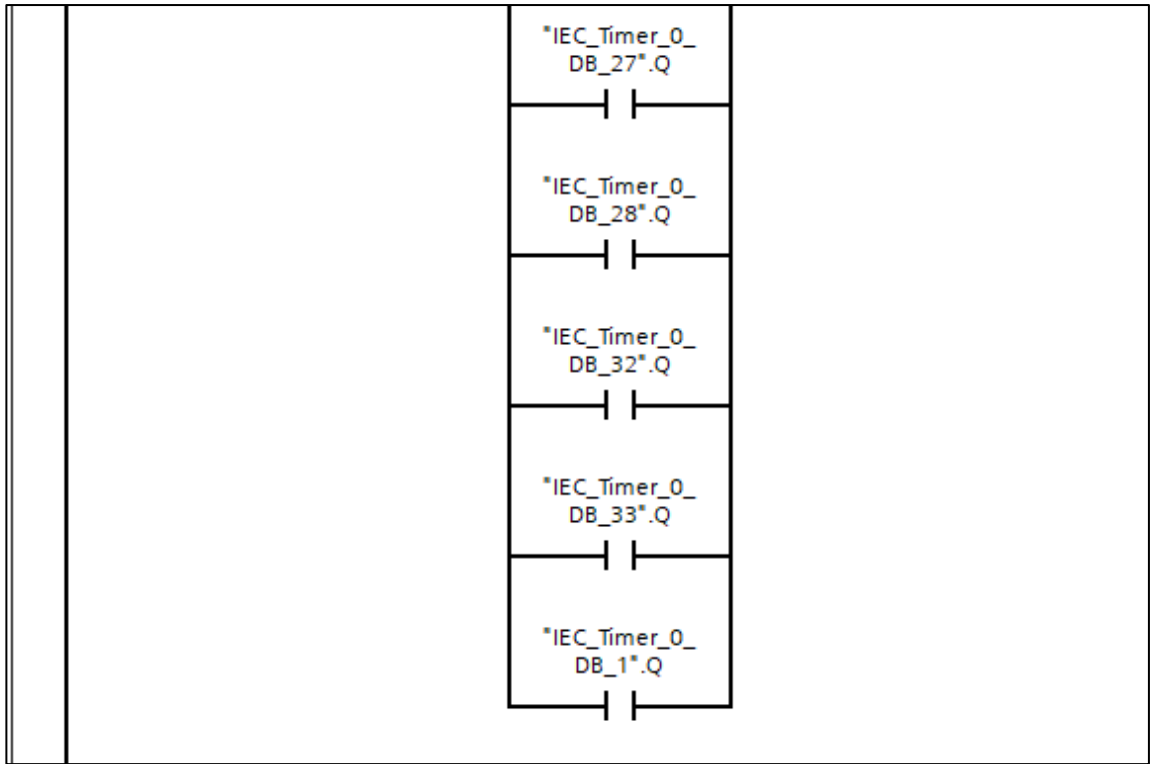 "IEC_Timer_0_
DB_27".Q
"IEC_Timer_0_
DB_28".Q
"IEC_Timer_0_
DB_32".Q
"IEC_Timer_0_
DB_33".Q
"IEC_Timer_0_
DB_1".Q